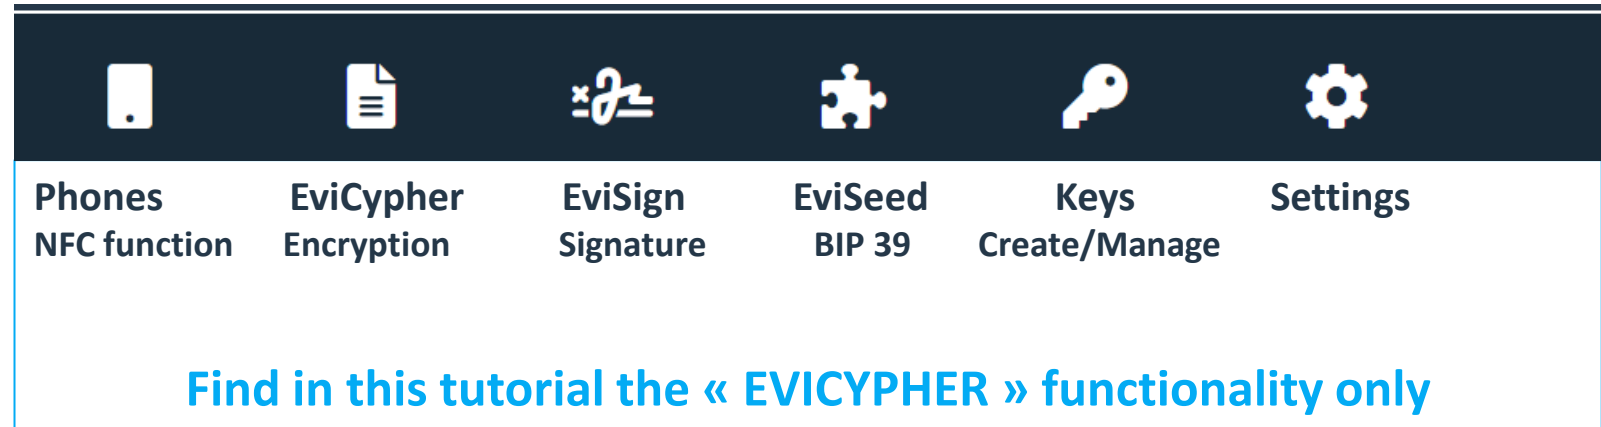 Phones EviCypher EviSign EviSeed Keys Settings
NFC function Encryption Signature BIP 39 Create/Manage
Find in this tutorial the « EVICYPHER » functionality only